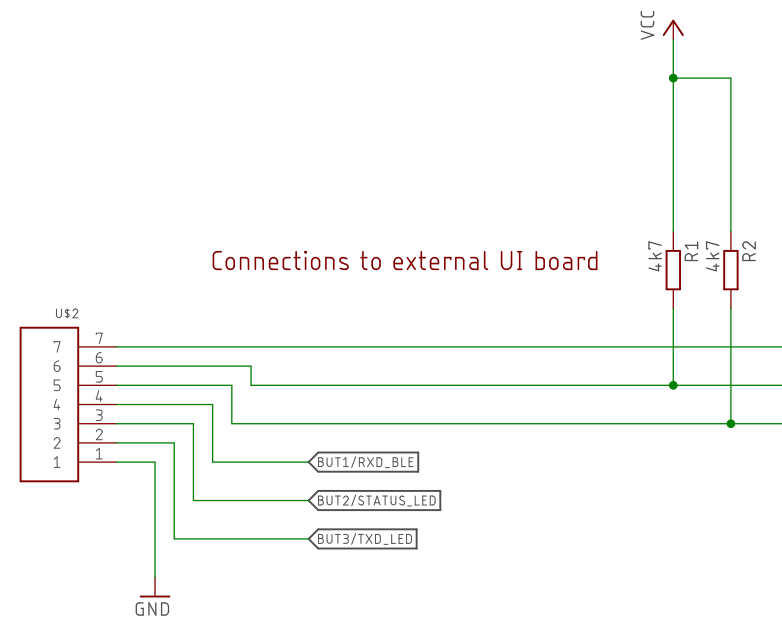 VCC
4k7
R1
4k7
R2
Connections to external UI board
U$2
7 7
6 6
5 5
4 4
3 3
2 2
1 1
BUT1/RXD_BLE
BUT2/STATUS_LED
BUT3/TXD_LED
GND